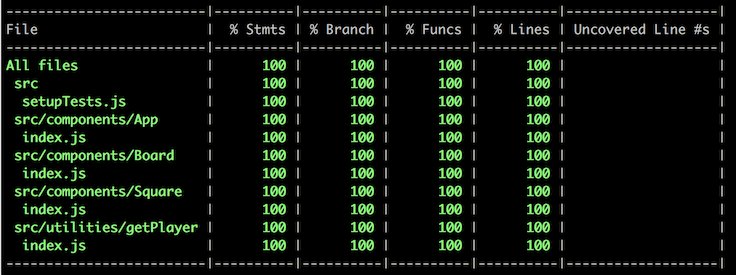 ---------------------------|----------|----------|----------|----------|-------------------|
File                       |  % Stmts | % Branch |  % Funcs |  % Lines | Uncovered Line #s |
---------------------------|----------|----------|----------|----------|-------------------|
All files                  |      100 |      100 |      100 |      100 |                   |
 src                       |      100 |      100 |      100 |      100 |                   |
  setupTests.js            |      100 |      100 |      100 |      100 |                   |
 src/components/App        |      100 |      100 |      100 |      100 |                   |
  index.js                 |      100 |      100 |      100 |      100 |                   |
 src/components/Board      |      100 |      100 |      100 |      100 |                   |
  index.js                 |      100 |      100 |      100 |      100 |                   |
 src/components/Square     |      100 |      100 |      100 |      100 |                   |
  index.js                 |      100 |      100 |      100 |      100 |                   |
 src/utilities/getPlayer   |      100 |      100 |      100 |      100 |                   |
  index.js                 |      100 |      100 |      100 |      100 |                   |
---------------------------|----------|----------|----------|----------|-------------------|